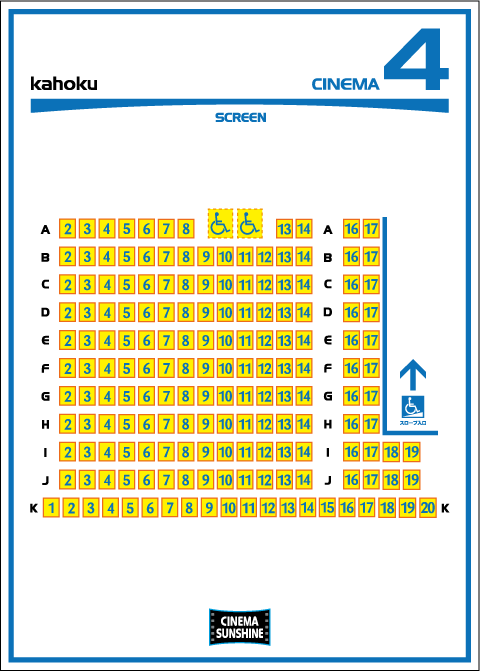 kahoku CINEMA 4
SCREEN
A 2 3 4 5 6 7 8 13 14 A 16 17
B 2 3 4 5 6 7 8 9 10 11 12 13 14 B 16 17
C 2 3 4 5 6 7 8 9 10 11 12 13 14 C 16 17
D 2 3 4 5 6 7 8 9 10 11 12 13 14 D 16 17
E 2 3 4 5 6 7 8 9 10 11 12 13 14 E 16 17
F 2 3 4 5 6 7 8 9 10 11 12 13 14 F 16 17
G 2 3 4 5 6 7 8 9 10 11 12 13 14 G 16 17
H 2 3 4 5 6 7 8 9 10 11 12 13 14 H 16 17
スロープ入口
I 2 3 4 5 6 7 8 9 10 11 12 13 14 I 16 17 18 19
J 2 3 4 5 6 7 8 9 10 11 12 13 14 J 16 17 18 19
K 1 2 3 4 5 6 7 8 9 10 11 12 13 14 15 16 17 18 19 20 K
CINEMA
SUNSHINE